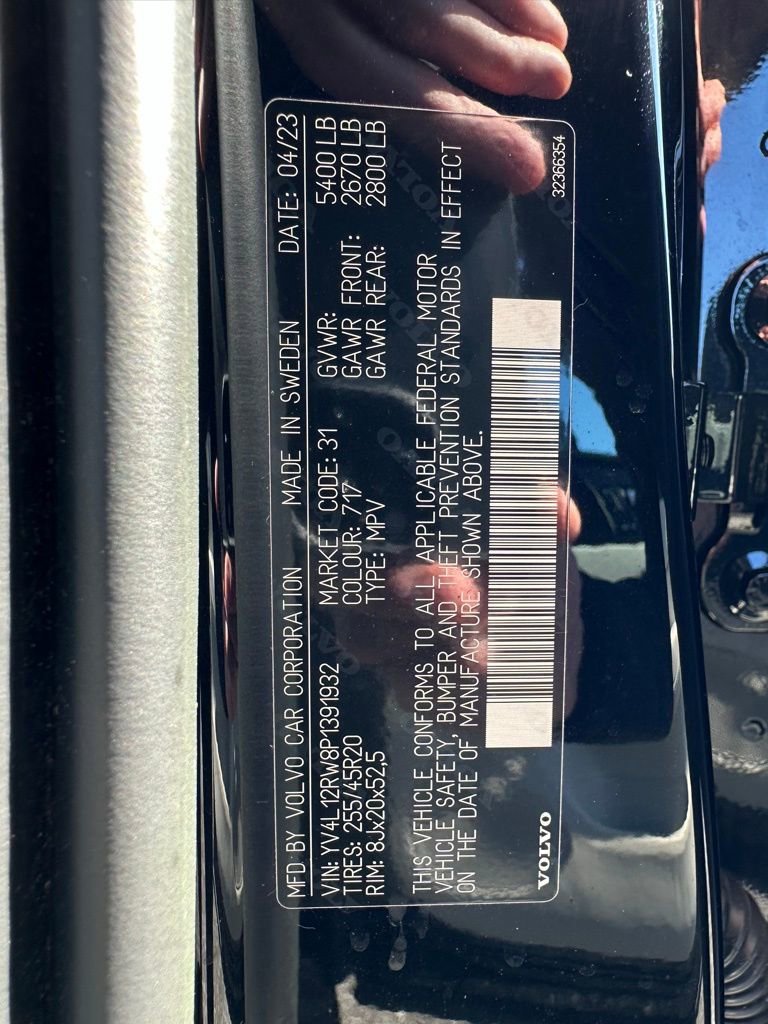 MFD BY VOLVO CAR CORPORATION MADE IN SWEDEN DATE: 04/23
VIN: YV4L12RW8P1391932 MARKET CODE: 31 GVWR: 5400 LB
TIRES: 255/45R20 COLOUR: 717 GAWR FRONT: 2670 LB
RIM: 8Jx20x52,5 TYPE: MPV GAWR REAR: 2800 LB
THIS VEHICLE CONFORMS TO ALL APPLICABLE FEDERAL MOTOR
VEHICLE SAFETY, BUMPER AND THEFT PREVENTION STANDARDS IN EFFECT
ON THE DATE OF MANUFACTURE SHOWN ABOVE.
VOLVO 32366354